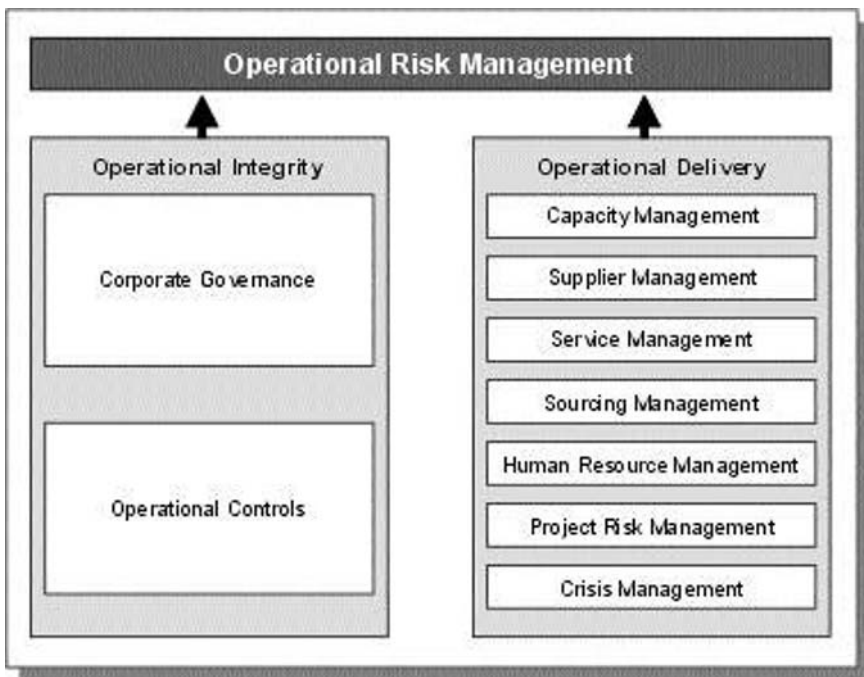 Operational Risk Management
Operational Integrity
Corporate Governance
Operational Controls
Operational Delivery
Capacity Management
Supplier Management
Service Management
Sourcing Management
Human Resource Management
Project Risk Management
Crisis Management